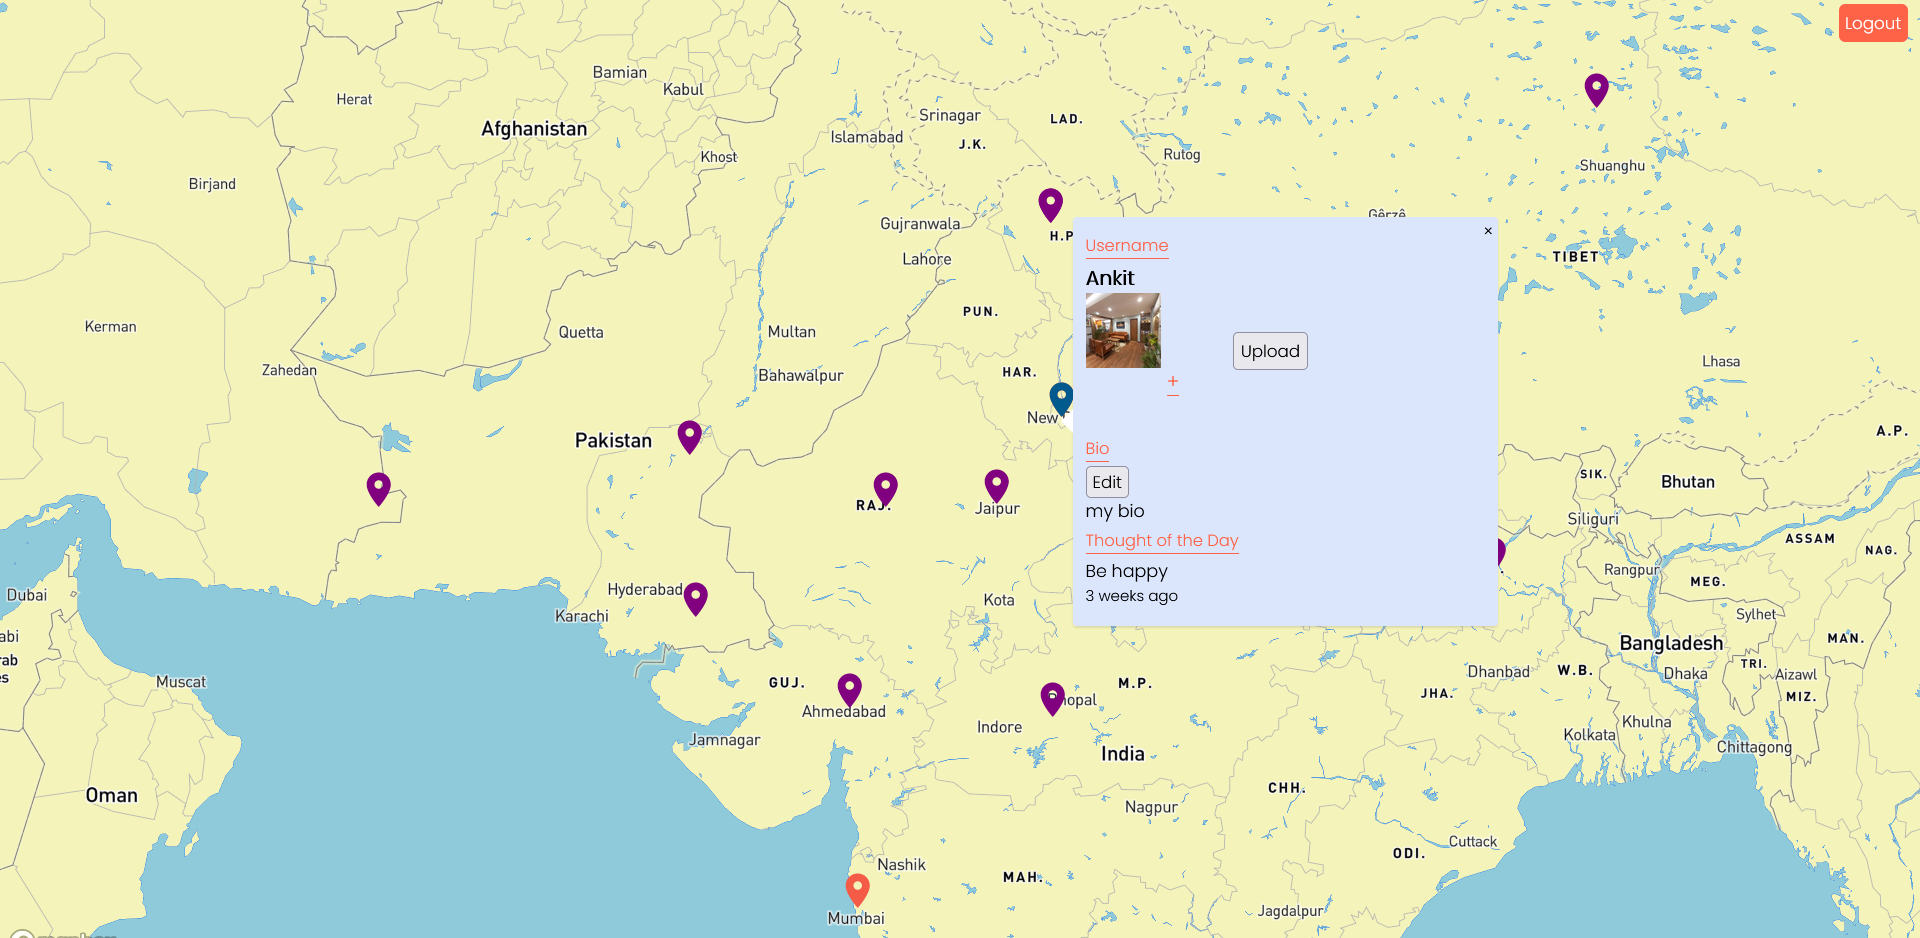 Logout
Bamian
Kabul
Herat
Afghanistan
Srinagar
LAD.
Islamabad
J.K.
Khost
Rutog
Shuanghu
Birjand
Gêrzê
Gujranwala
H.P
Lahore
TIBET
Kerman
PUN.
Quetta
Multan
Lhasa
Zahedan
Bahawalpur
HAR.
New
Pakistan
A.P.
SIK.
Bhutan
RAJ.
Jaipur
Siliguri
ASSAM
NAG.
Rangpur
MEG.
Dubai
Hyderabad
Karachi
Kota
Sylhet
Bangladesh
MAN.
abi
rab
es
Muscat
GUJ.
M.P.
Dhanbad
W.B.
Dhaka
TRI.
Aizawl
JHA.
MIZ.
Ahmedabad
Indore
Khulna
Kolkata
Jamnagar
India
Chittagong
Oman
CHH.
Nagpur
Cuttack
ODI.
Nashik
MAH.
Mumbai
Jagdalpur
×
Username
Ankit
Upload
+
Bio
Edit
my bio
Thought of the Day
Be happy
3 weeks ago